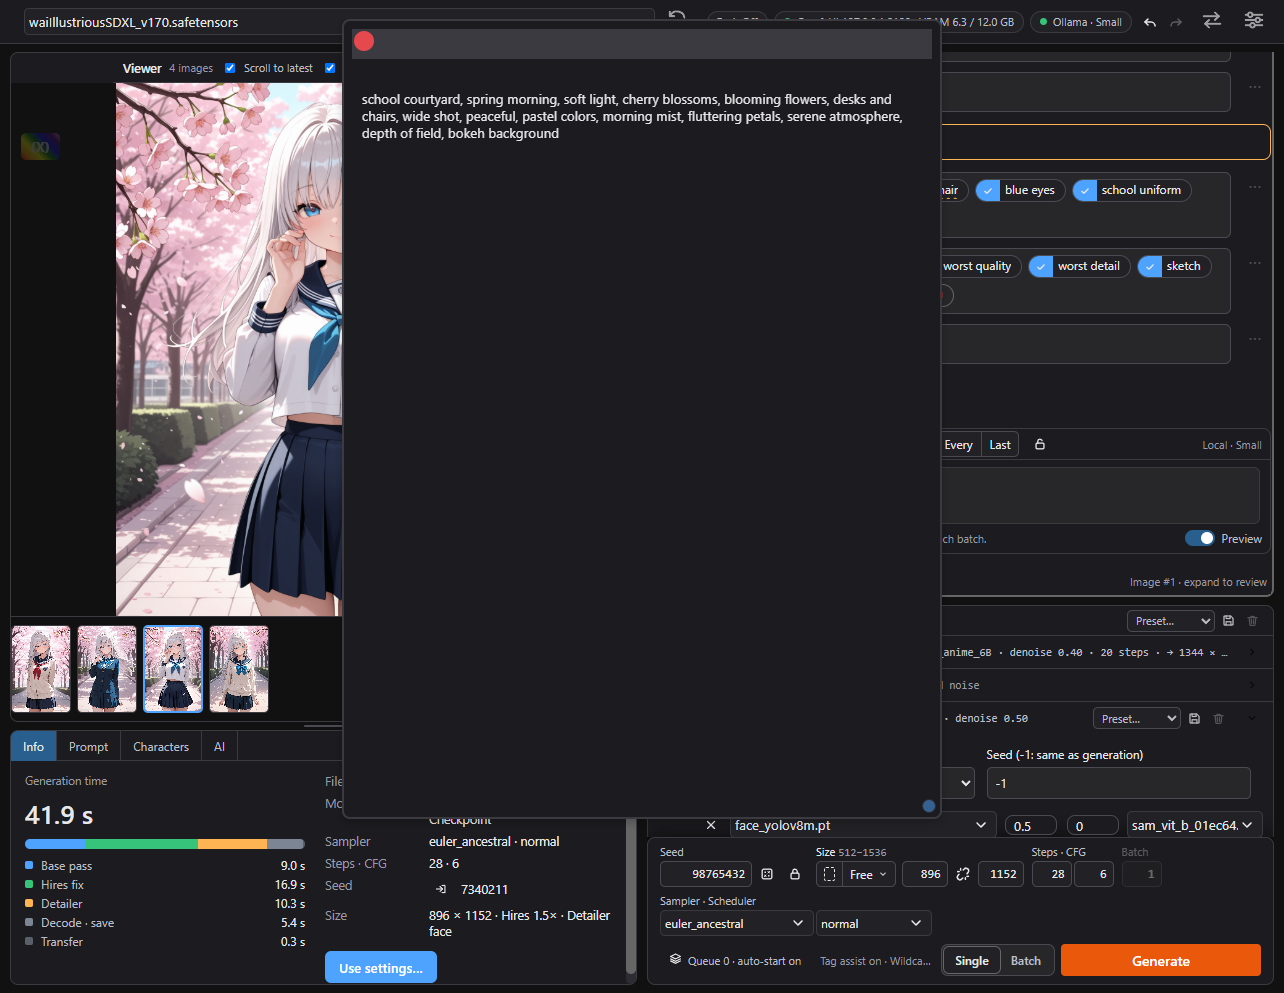 waiIllustriousSDXL_v170.safetensors
AM 6.3 / 12.0 GB
Ollama · Small
Viewer
4 images
Scroll to latest
school courtyard, spring morning, soft light, cherry blossoms, blooming flowers, desks and
chairs, wide shot, peaceful, pastel colors, morning mist, fluttering petals, serene atmosphere,
depth of field, bokeh background
hair
blue eyes
school uniform
worst quality
worst detail
sketch
Every
Last
Local · Small
ch batch.
Preview
Image #1 · expand to review
Preset...
_anime_6B · denoise 0.40 · 20 steps · → 1344 × …
noise
· denoise 0.50
Preset...
Seed (-1: same as generation)
-1
face_yolov8m.pt
0.5
0
sam_vit_b_01ec64.
Info
Prompt
Characters
AI
Generation time
41.9 s
Base pass 9.0 s
Hires fix 16.9 s
Detailer 10.3 s
Decode · save 5.4 s
Transfer 0.3 s
File
Checkpoint
Sampler euler_ancestral · normal
Steps · CFG 28 · 6
Seed 7340211
Size 896 × 1152 · Hires 1.5× · Detailer
face
Use settings...
Seed
98765432
Size 512–1536
Free
896
1152
Steps · CFG
28
6
Batch
1
Sampler · Scheduler
euler_ancestral
normal
Queue 0 · auto-start on
Tag assist on · Wildca...
Single
Batch
Generate